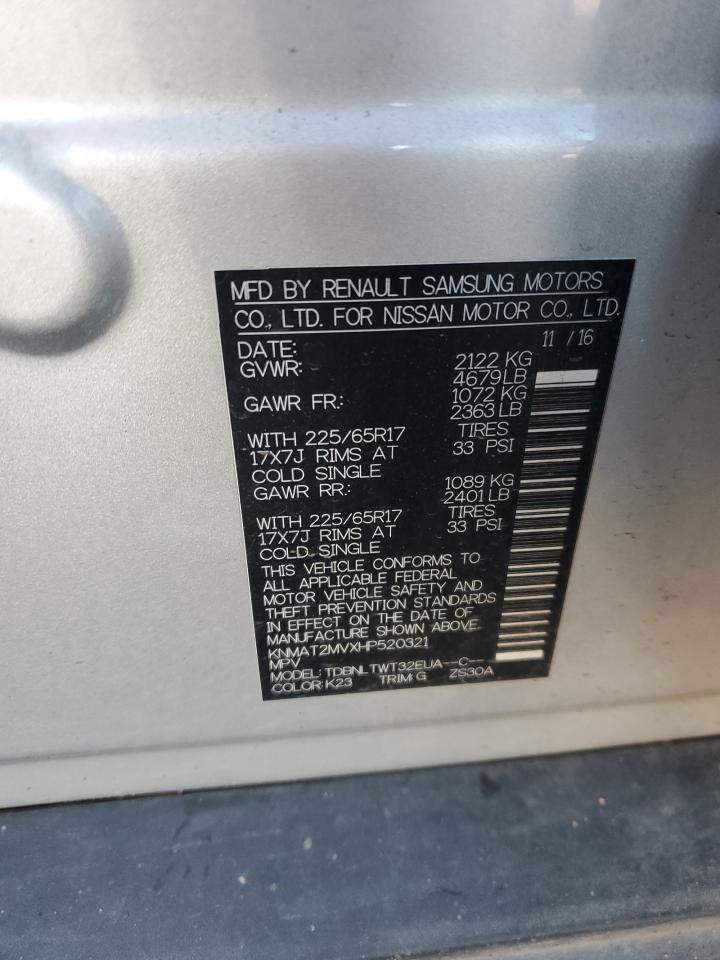 MFD BY RENAULT SAMSUNG MOTORS
CO., LTD. FOR NISSAN MOTOR CO., LTD.
DATE: 11 / 16
GVWR: 2122 KG
4679 LB
GAWR FR.: 1072 KG
2363 LB
WITH 225/65R17 TIRES
17X7J RIMS AT 33 PSI
COLD SINGLE
GAWR RR.: 1089 KG
2401 LB
WITH 225/65R17 TIRES
17X7J RIMS AT 33 PSI
COLD SINGLE
THIS VEHICLE CONFORMS TO
ALL APPLICABLE FEDERAL
MOTOR VEHICLE SAFETY AND
THEFT PREVENTION STANDARDS
IN EFFECT ON THE DATE OF
MANUFACTURE SHOWN ABOVE.
KNMAT2MVXHP520321
MPV
MODEL: TDBNLTWT32EUA--C--
COLOR: K23 TRIM: G ZS30A